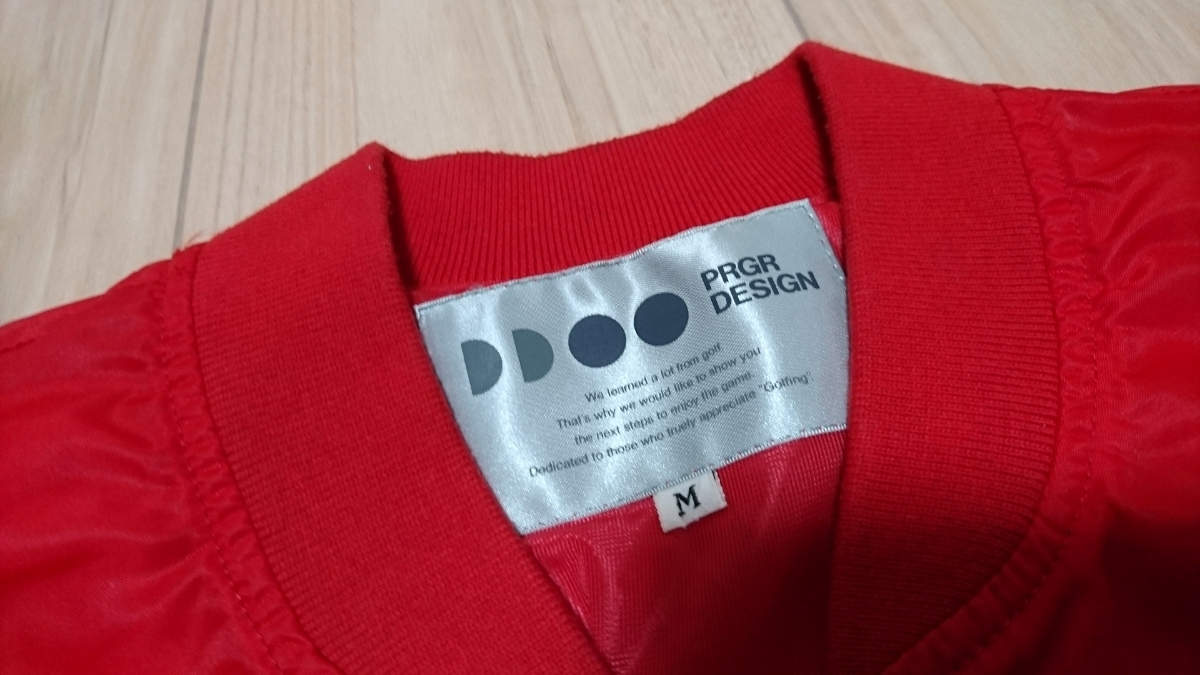 PRGR
DESIGN
We learned a lot from golf.
That's why we would like to show you
the next steps to enjoy the game.
Dedicated to those who truely appreciate "Golfing"
M